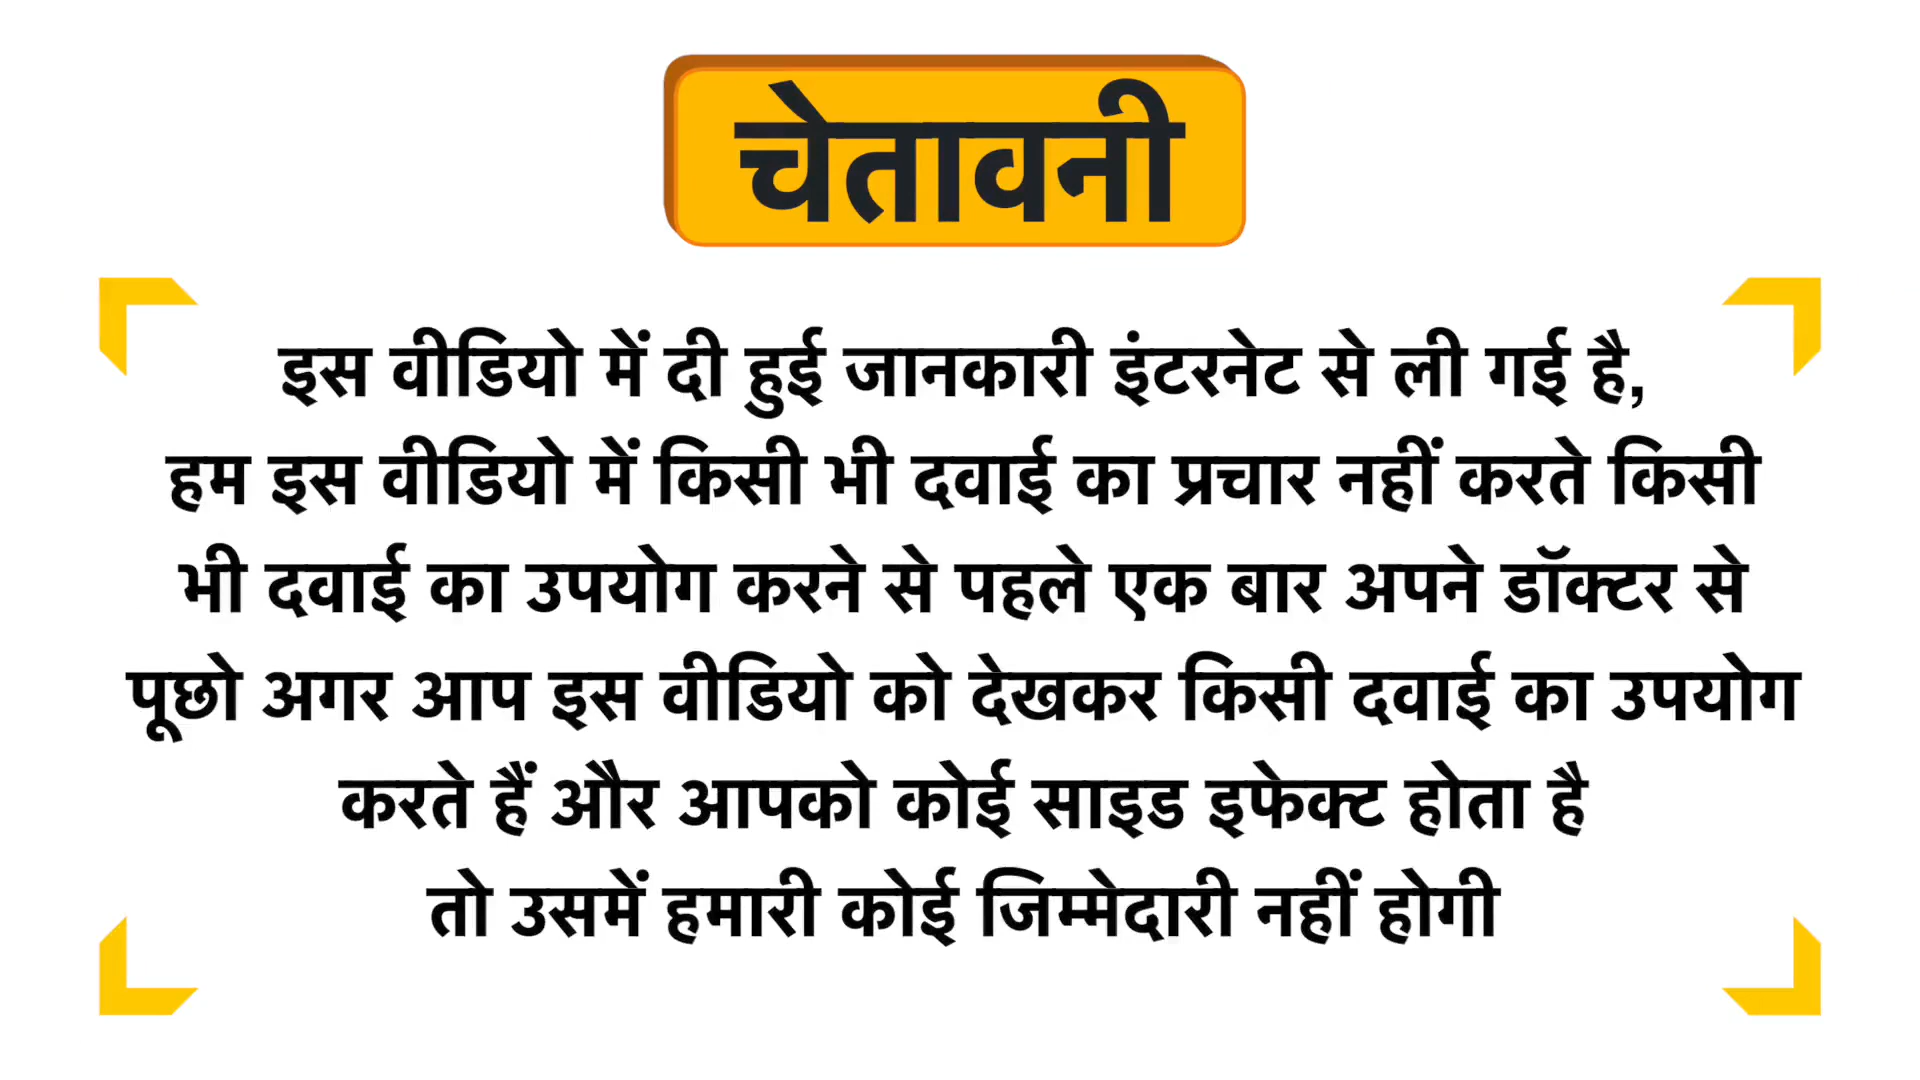 चेतावनी
इस वीडियो में दी हुई जानकारी इंटरनेट से ली गई है,
हम इस वीडियो में किसी भी दवाई का प्रचार नहीं करते किसी
भी दवाई का उपयोग करने से पहले एक बार अपने डॉक्टर से
पूछो अगर आप इस वीडियो को देखकर किसी दवाई का उपयोग
करते हैं और आपको कोई साइड इफेक्ट होता है
तो उसमें हमारी कोई जिम्मेदारी नहीं होगी